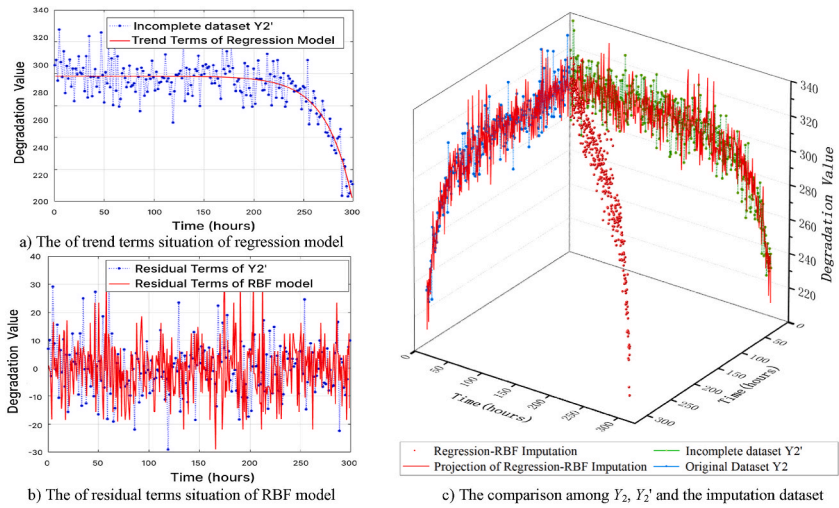 340
320
300
280
260
240
220
200
Degradation Value
Incomplete dataset Y2'
Trend Terms of Regression Model
0 50 100 150 200 250 300
Time (hours)
a) The of trend terms situation of regression model
40
30
20
10
0
-10
-20
-30
Degradation Value
Residual Terms of Y2'
Residual Terms of RBF model
0 50 100 150 200 250 300
Time (hours)
b) The of residual terms situation of RBF model
340
330
320
310
300
280
260
240
220
Degradation Value
0
50
100
150
200
250
300
Time(hours)
0
50
100
150
200
250
300
Time(hours)
Regression-RBF Imputation
Incomplete dataset Y2'
Projection of Regression-RBF Imputation
Original Dataset Y2
c) The comparison among Y2, Y2' and the imputation dataset